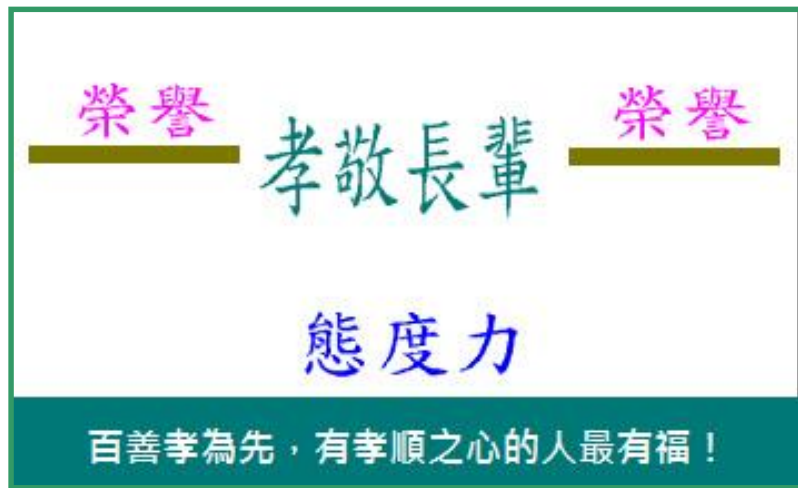 榮譽
榮譽
孝敬長輩
態度力
百善孝為先，有孝順之心的人最有福！